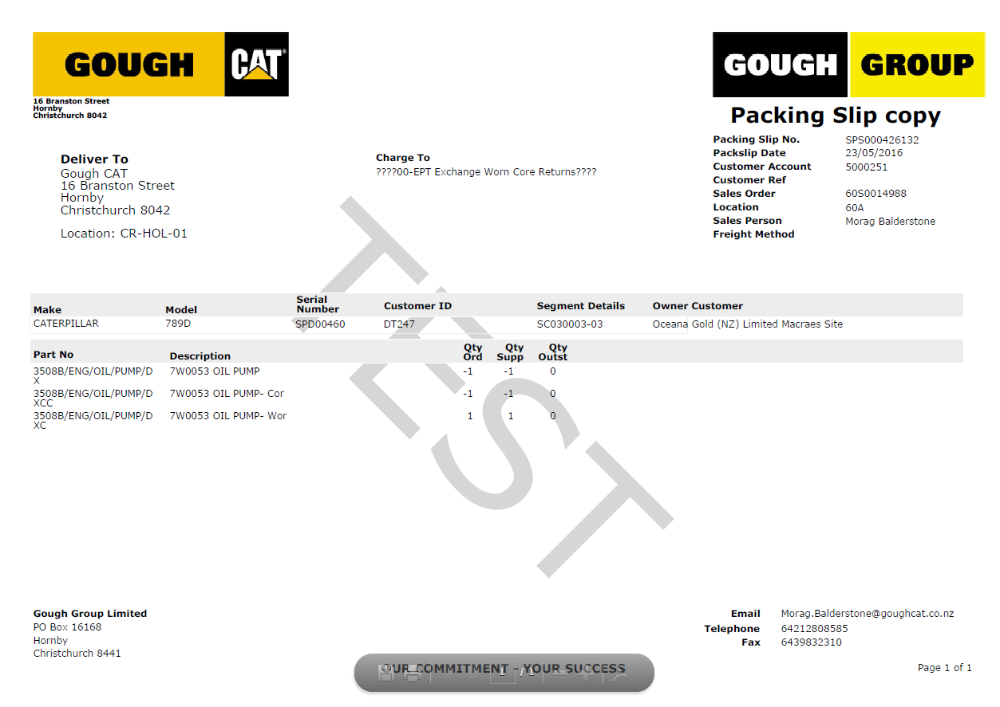 GOUGH CAT®
GOUGH GROUP
16 Branston Street
Hornby
Christchurch 8042
Packing Slip copy
Packing Slip No. SPS000426132
Packslip Date 23/05/2016
Customer Account 5000251
Customer Ref
Sales Order 60S0014988
Location 60A
Sales Person Morag Balderstone
Freight Method
Deliver To
Gough CAT
16 Branston Street
Hornby
Christchurch 8042
Location: CR-HOL-01
Charge To
????00-EPT Exchange Worn Core Returns????
TEST
Make Model Serial Number Customer ID Segment Details Owner Customer
CATERPILLAR 789D SPD00460 DT247 SC030003-03 Oceana Gold (NZ) Limited Macraes Site
Part No Description Qty Ord Qty Supp Qty Outst
3508B/ENG/OIL/PUMP/D 7W0053 OIL PUMP -1 -1 0
X
3508B/ENG/OIL/PUMP/D 7W0053 OIL PUMP- Cor -1 -1 0
XCC
3508B/ENG/OIL/PUMP/D 7W0053 OIL PUMP- Wor 1 1 0
XC
Gough Group Limited
PO Box 16168
Hornby
Christchurch 8441
Email Morag.Balderstone@goughcat.co.nz
Telephone 64212808585
Fax 6439832310
OUR COMMITMENT - YOUR SUCCESS
1 / 1
Page 1 of 1